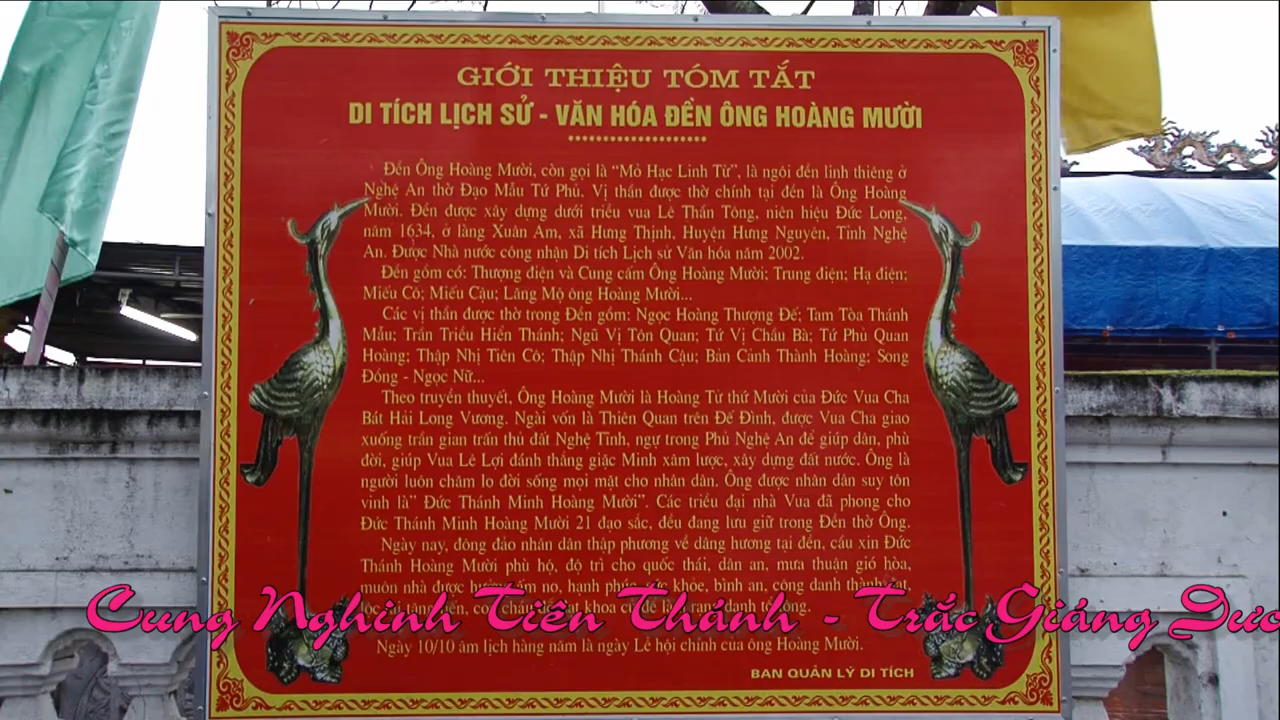 GIỚI THIỆU TÓM TẮT
DI TÍCH LỊCH SỬ - VĂN HÓA ĐỀN ÔNG HOÀNG MƯỜI
Đền Ông Hoàng Mười, còn gọi là “Mỏ Hạc Linh Từ”, là ngôi đền linh thiêng ở
Nghệ An thờ Đạo Mẫu Tứ Phủ. Vị thần được thờ chính tại đền là Ông Hoàng
Mười. Đền được xây dựng dưới triều vua Lê Thần Tông, niên hiệu Đức Long,
năm 1634, ở làng Xuân Am, xã Hưng Thịnh, Huyện Hưng Nguyên, Tỉnh Nghệ
An. Được Nhà nước công nhận Di tích Lịch sử Văn hóa năm 2002.
Đền gồm có: Thượng điện và Cung cấm Ông Hoàng Mười; Trung điện; Hạ điện;
Miếu Cô; Miếu Cậu; Lăng Mộ ông Hoàng Mười...
Các vị thần được thờ trong Đền gồm: Ngọc Hoàng Thượng Đế; Tam Tòa Thánh
Mẫu; Trần Triều Hiển Thánh; Ngũ Vị Tôn Quan; Tứ Vị Chầu Bà; Tứ Phủ Quan
Hoàng; Thập Nhị Tiên Cô; Thập Nhị Thánh Cậu; Bản Cảnh Thành Hoàng; Song
Đồng - Ngọc Nữ...
Theo truyền thuyết, Ông Hoàng Mười là Hoàng Tử thứ Mười của Đức Vua Cha
Bát Hải Long Vương. Ngài vốn là Thiên Quan trên Đế Đình, được Vua Cha giao
xuống trần gian trấn thủ đất Nghệ Tĩnh, ngự trong Phủ Nghệ An để giúp dân, phù
đời, giúp Vua Lê Lợi đánh thắng giặc Minh xâm lược, xây dựng đất nước. Ông là
người luôn chăm lo đời sống mọi mặt cho nhân dân. Ông được nhân dân suy tôn
vinh là” Đức Thánh Minh Hoàng Mười”. Các triều đại nhà Vua đã phong cho
Đức Thánh Minh Hoàng Mười 21 đạo sắc, đều đang lưu giữ trong Đền thờ Ông.
Ngày nay, đông đảo nhân dân thập phương về dâng hương tại đền, cầu xin Đức
Thánh Hoàng Mười phù hộ, độ trì cho quốc thái, dân an, mưa thuận gió hòa,
muôn nhà được hưởng ấm no, hạnh phúc, sức khỏe, bình an, công danh thành đạt,
Cung Nghinh Tiên Thánh - Trắc Giáng
Ngày 10/10 âm lịch hàng năm là ngày Lễ hội chính của ông Hoàng Mười.
BAN QUẢN LÝ DI TÍCH